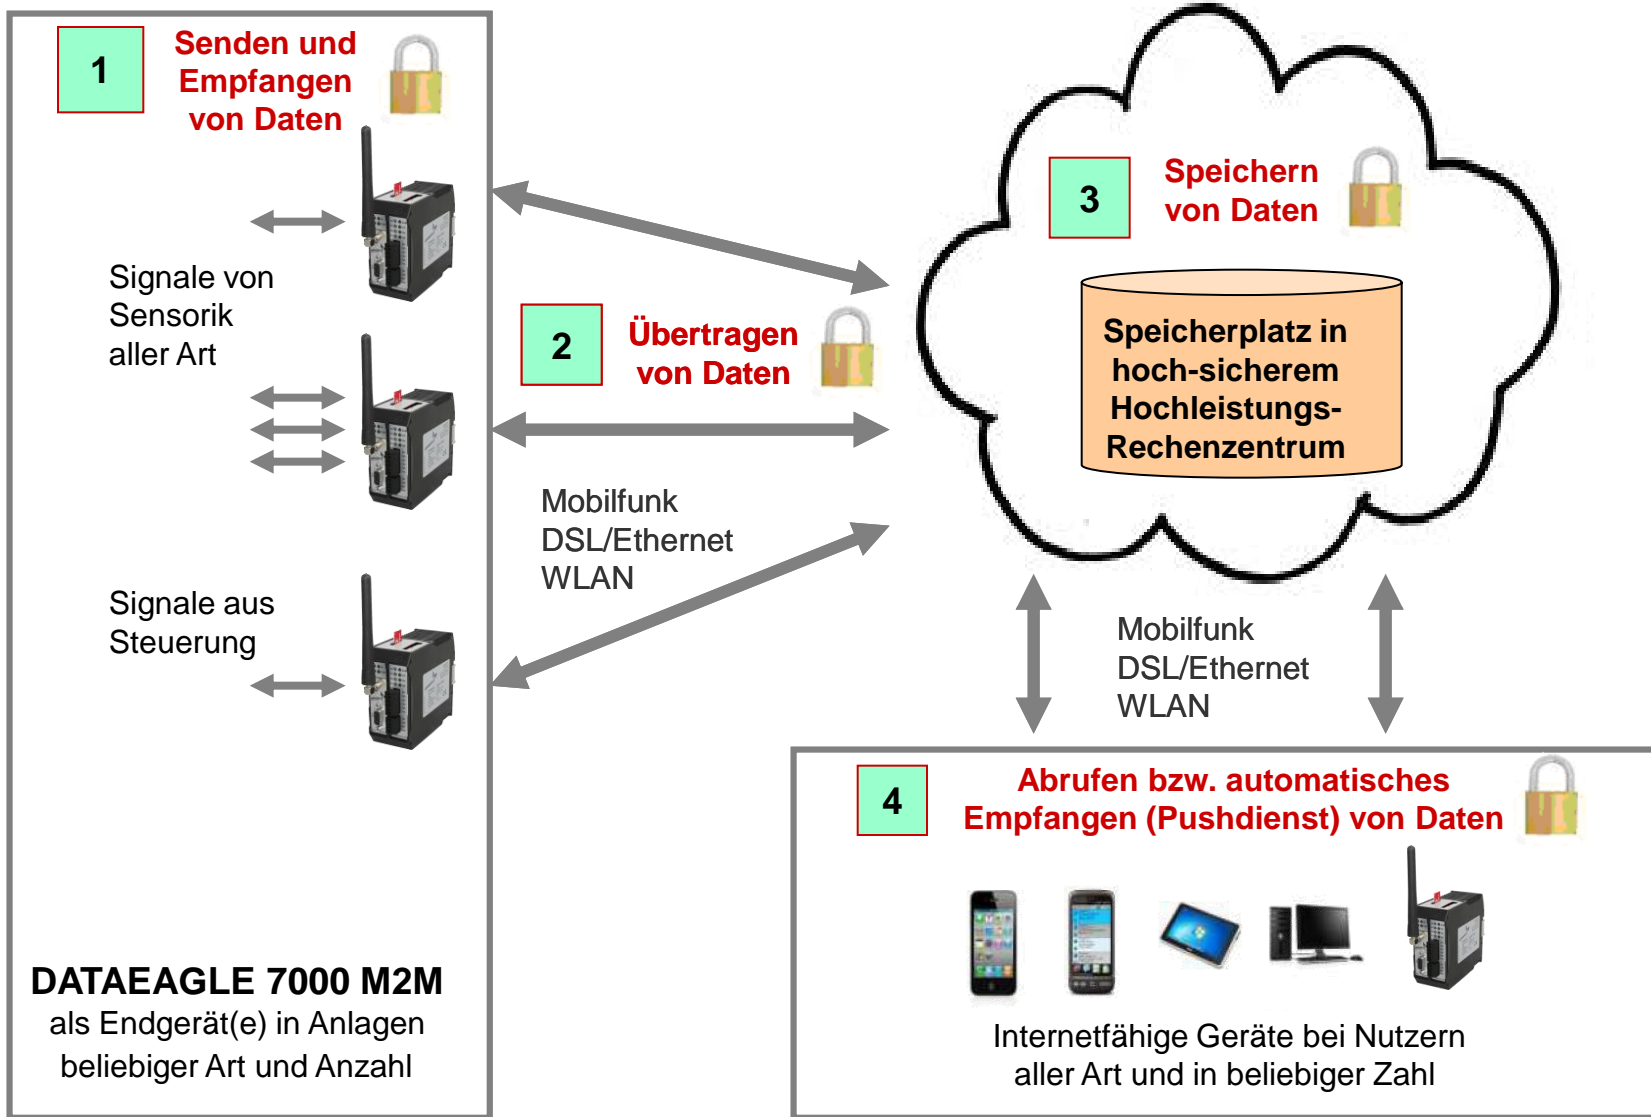 1
Senden und
Empfangen
von Daten
Signale von
Sensorik
aller Art
Signale aus
Steuerung
DATAEAGLE 7000 M2M
als Endgerät(e) in Anlagen
beliebiger Art und Anzahl
2
Übertragen
von Daten
Mobilfunk
DSL/Ethernet
WLAN
3
Speichern
von Daten
Speicherplatz in
hoch-sicherem
Hochleistungs-
Rechenzentrum
Mobilfunk
DSL/Ethernet
WLAN
4
Abrufen bzw. automatisches
Empfangen (Pushdienst) von Daten
Internetfähige Geräte bei Nutzern
aller Art und in beliebiger Zahl